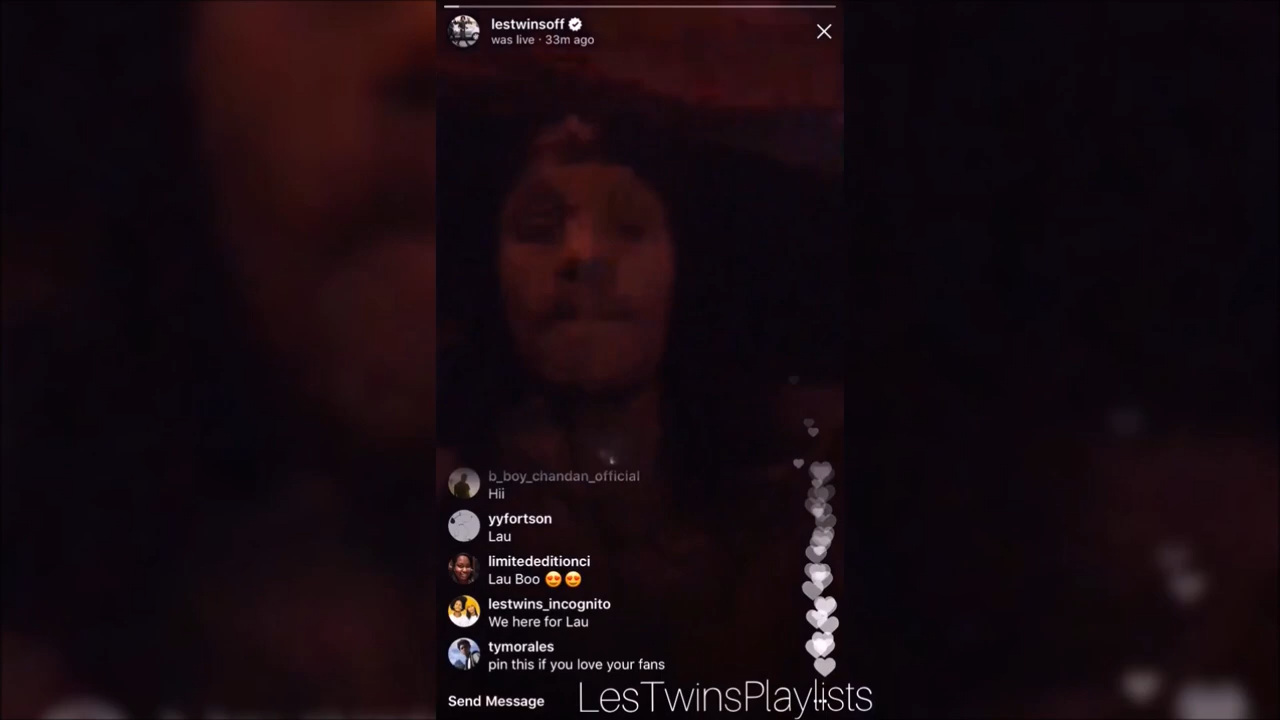 lestwinsoff
was live · 33m ago
b_boy_chandan_official
Hii
yyfortson
Lau
limitededitionci
Lau Boo 😍😍
lestwins_incognito
We here for Lau
tymorales
pin this if you love your fans
Send Message
LesTwinsPlaylists